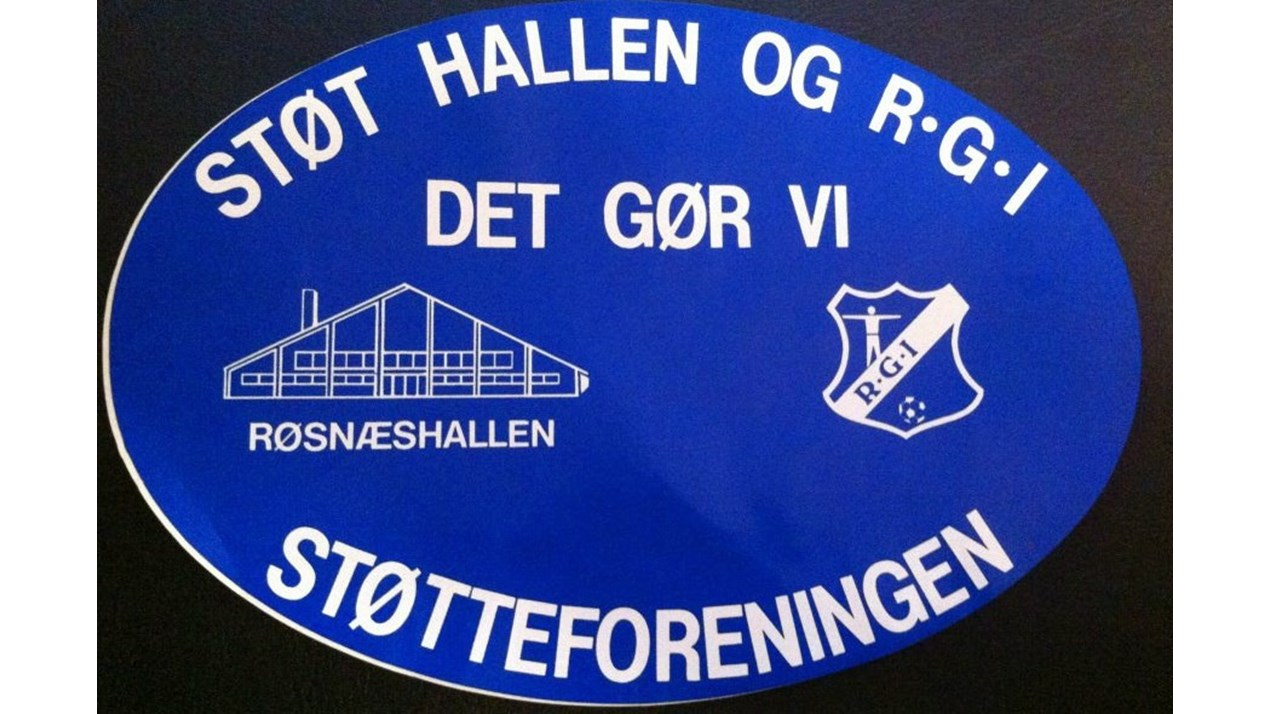 STØT HALLEN OG R·G·I
DET GØR VI
R·G·I
RØSNÆSHALLEN
STØTTEFORENINGEN